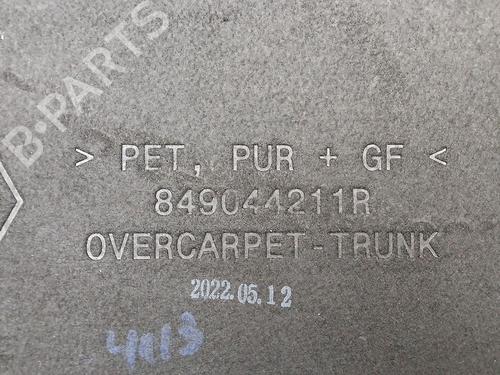 B-PARTS
> PET, PUR + GF <
849044211R
OVERCARPET-TRUNK
2022.05.12
4113